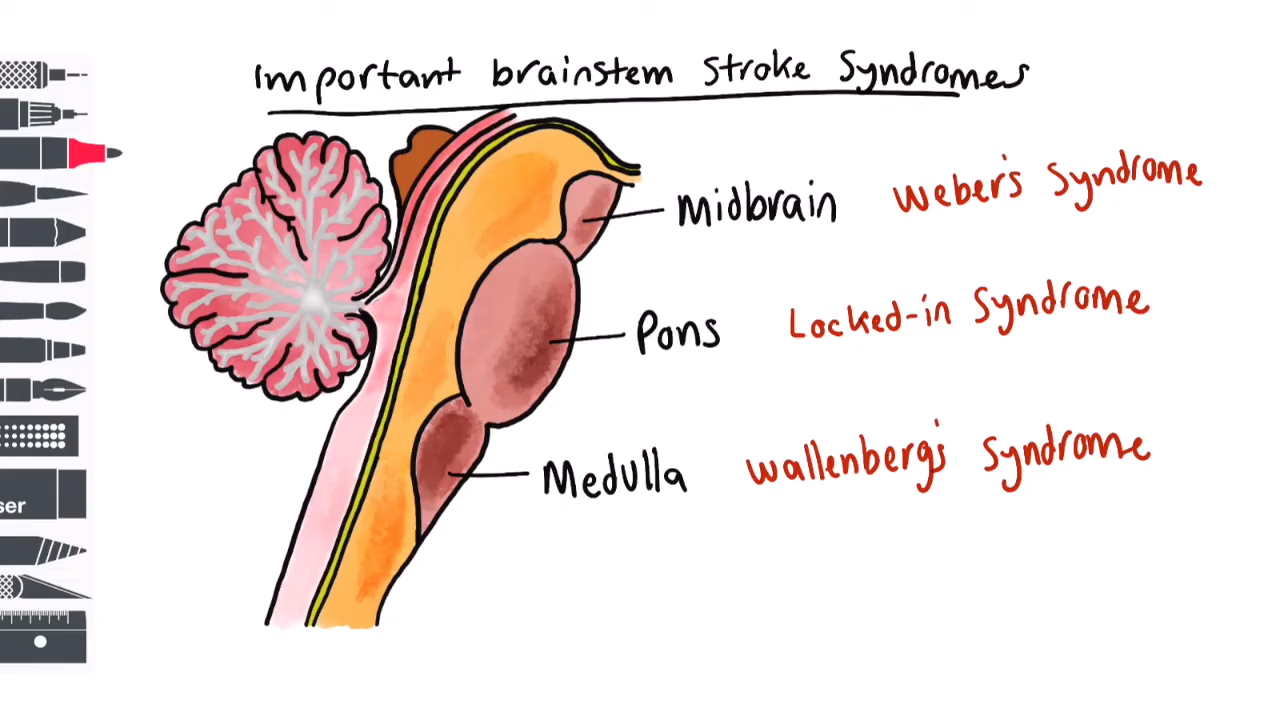 Important brainstem stroke Syndromes
Midbrain Weber's Syndrome
Pons Locked-in Syndrome
Medulla Wallenberg's Syndrome
ser